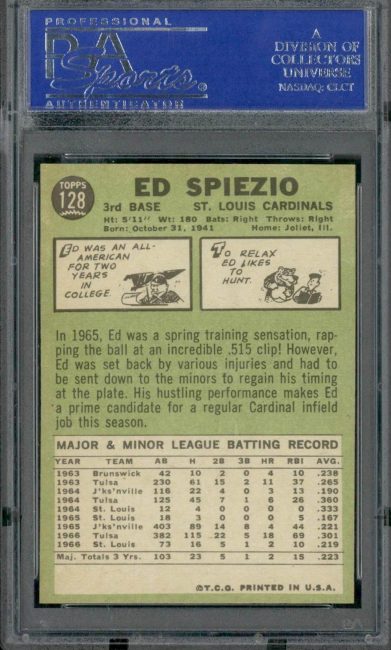 PROFESSIONAL
PSA
Sports
AUTHENTICATOR
A
DIVISION OF
COLLECTORS
UNIVERSE
NASDAQ: CLCT
TOPPS
128
ED SPIEZIO
3rd BASE ST. LOUIS CARDINALS
Ht: 5'11" Wt: 180 Bats: Right Throws: Right
Born: October 31, 1941 Home: Joliet, Ill.
ED WAS AN ALL-
AMERICAN
FOR TWO
YEARS
IN
COLLEGE.
TO RELAX
ED LIKES
TO
HUNT.
In 1965, Ed was a spring training sensation, rap-
ping the ball at an incredible .515 clip! However,
Ed was set back by various injuries and had to
be sent down to the minors to regain his timing
at the plate. His hustling performance makes Ed
a prime candidate for a regular Cardinal infield
job this season.
MAJOR & MINOR LEAGUE BATTING RECORD
YEAR TEAM AB H 2B 3B HR RBI AVG.
1963 Brunswick 42 10 2 0 4 10 .238
1963 Tulsa 230 61 15 2 11 37 .265
1964 J'ks'nville 116 22 4 0 3 13 .190
1964 Tulsa 125 45 7 1 6 26 .360
1964 St. Louis 12 4 0 0 0 0 .333
1965 St. Louis 18 3 0 0 0 5 .167
1965 J'ks'nville 403 89 14 8 4 44 .221
1966 Tulsa 382 115 22 5 18 69 .301
1966 St. Louis 73 16 5 1 2 10 .219
Maj. Totals 3 Yrs. 103 23 5 1 2 15 .223
©T.C.G. PRINTED IN U.S.A.